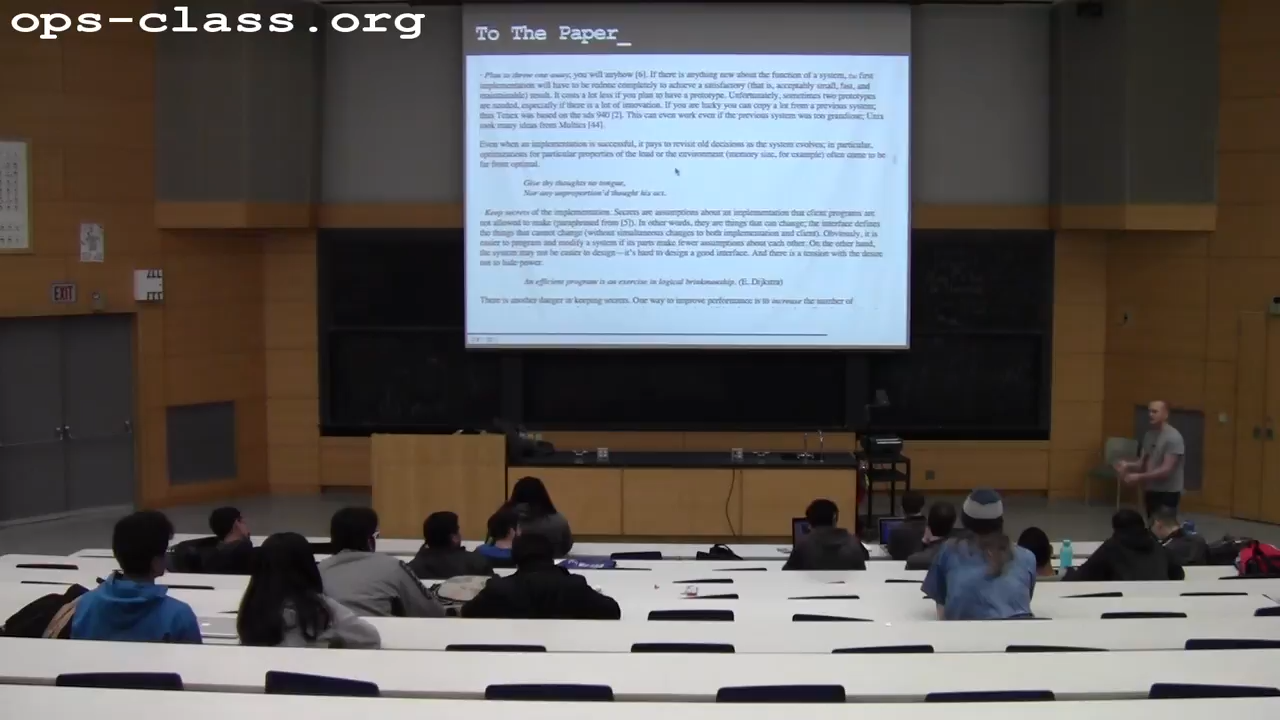 ops-class.org
To The Paper_
· Plan to throw one away; you will anyhow [6]. If there is anything new about the function of a system, the first
implementation will have to be redone completely to achieve a satisfactory (that is, acceptably small, fast, and
maintainable) result. It costs a lot less if you plan to have a prototype. Unfortunately, sometimes two prototypes
are needed, especially if there is a lot of innovation. If you are lucky you can copy a lot from a previous system;
thus Tenex was based on the sds 940 [2]. This can even work even if the previous system was too grandiose; Unix
took many ideas from Multics [44].
Even when an implementation is successful, it pays to revisit old decisions as the system evolves; in particular,
optimizations for particular properties of the load or the environment (memory size, for example) often come to be
far from optimal.
Give thy thoughts no tongue,
Nor any unproportion'd thought his act.
Keep secrets of the implementation. Secrets are assumptions about an implementation that client programs are
not allowed to make (paraphrased from [5]). In other words, they are things that can change; the interface defines
the things that cannot change (without simultaneous changes to both implementation and client). Obviously, it is
easier to program and modify a system if its parts make fewer assumptions about each other. On the other hand,
the system may not be easier to design—it's hard to design a good interface. And there is a tension with the desire
not to hide power.
An efficient program is an exercise in logical brinkmanship. (E. Dijkstra)
There is another danger in keeping secrets. One way to improve performance is to increase the number of
EXIT